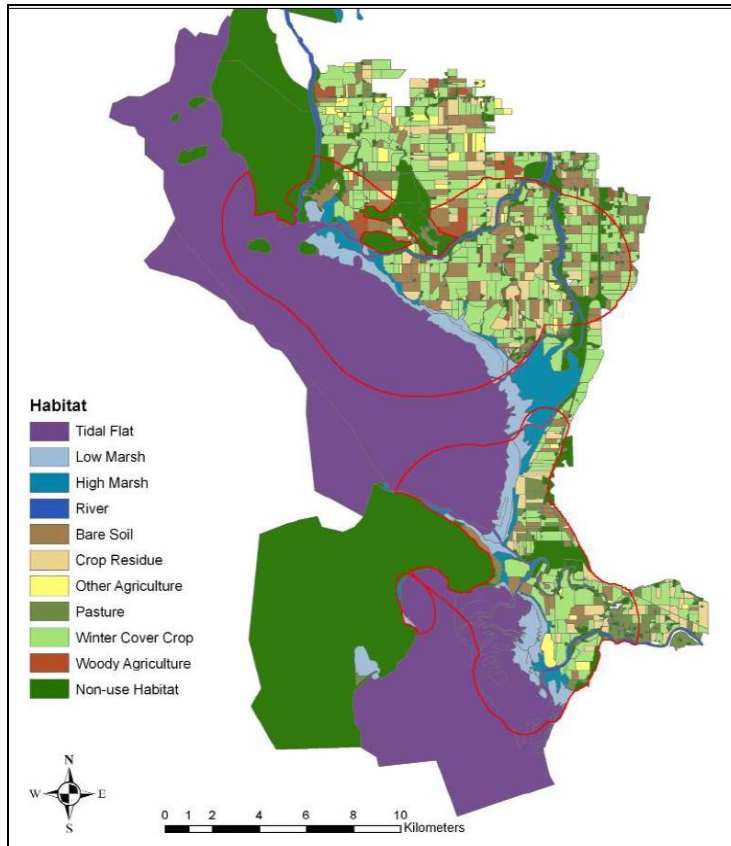 Habitat
Tidal Flat
Low Marsh
High Marsh
River
Bare Soil
Crop Residue
Other Agriculture
Pasture
Winter Cover Crop
Woody Agriculture
Non-use Habitat
N
W E
S
0 1 2 4 6 8 10
Kilometers